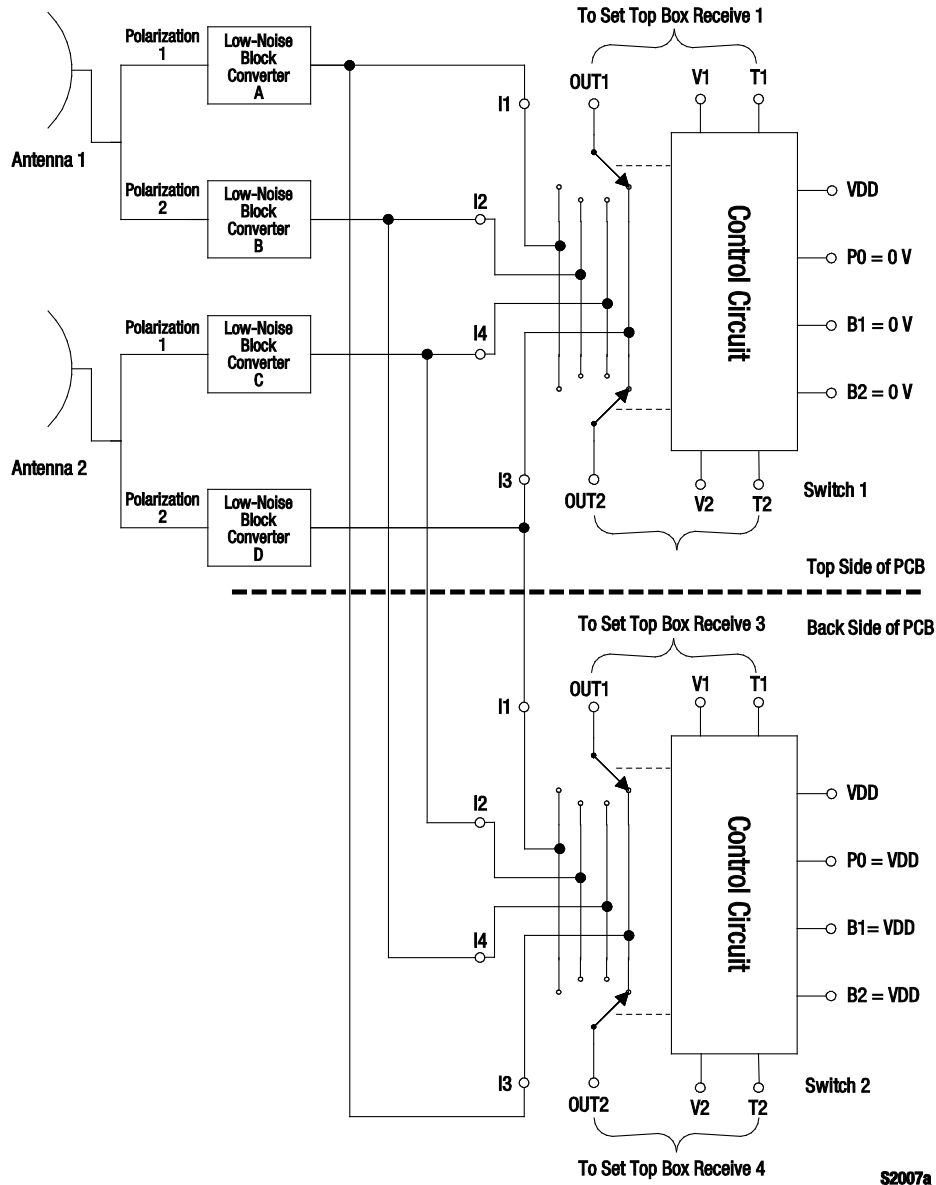 To Set Top Box Receive 1
Polarization
1
Low-Noise
Block
Converter
A
OUT1
V1
T1
I1
Antenna 1
Polarization
2
Low-Noise
Block
Converter
B
I2
VDD
P0 = 0 V
Control Circuit
B1 = 0 V
B2 = 0 V
Polarization
1
Low-Noise
Block
Converter
C
I4
Antenna 2
Polarization
2
Low-Noise
Block
Converter
D
I3
OUT2
V2
T2
Switch 1
Top Side of PCB
Back Side of PCB
To Set Top Box Receive 3
OUT1
V1
T1
I1
I2
VDD
P0 = VDD
Control Circuit
B1= VDD
B2 = VDD
I4
I3
OUT2
V2
T2
Switch 2
To Set Top Box Receive 4
S2007a